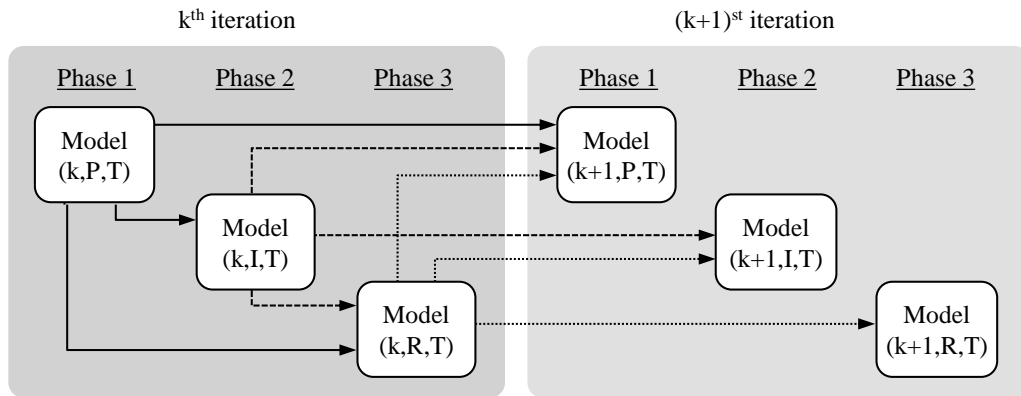 kth iteration
(k+1)st iteration
Phase 1
Phase 2
Phase 3
Phase 1
Phase 2
Phase 3
Model
(k,P,T)
Model
(k,I,T)
Model
(k,R,T)
Model
(k+1,P,T)
Model
(k+1,I,T)
Model
(k+1,R,T)